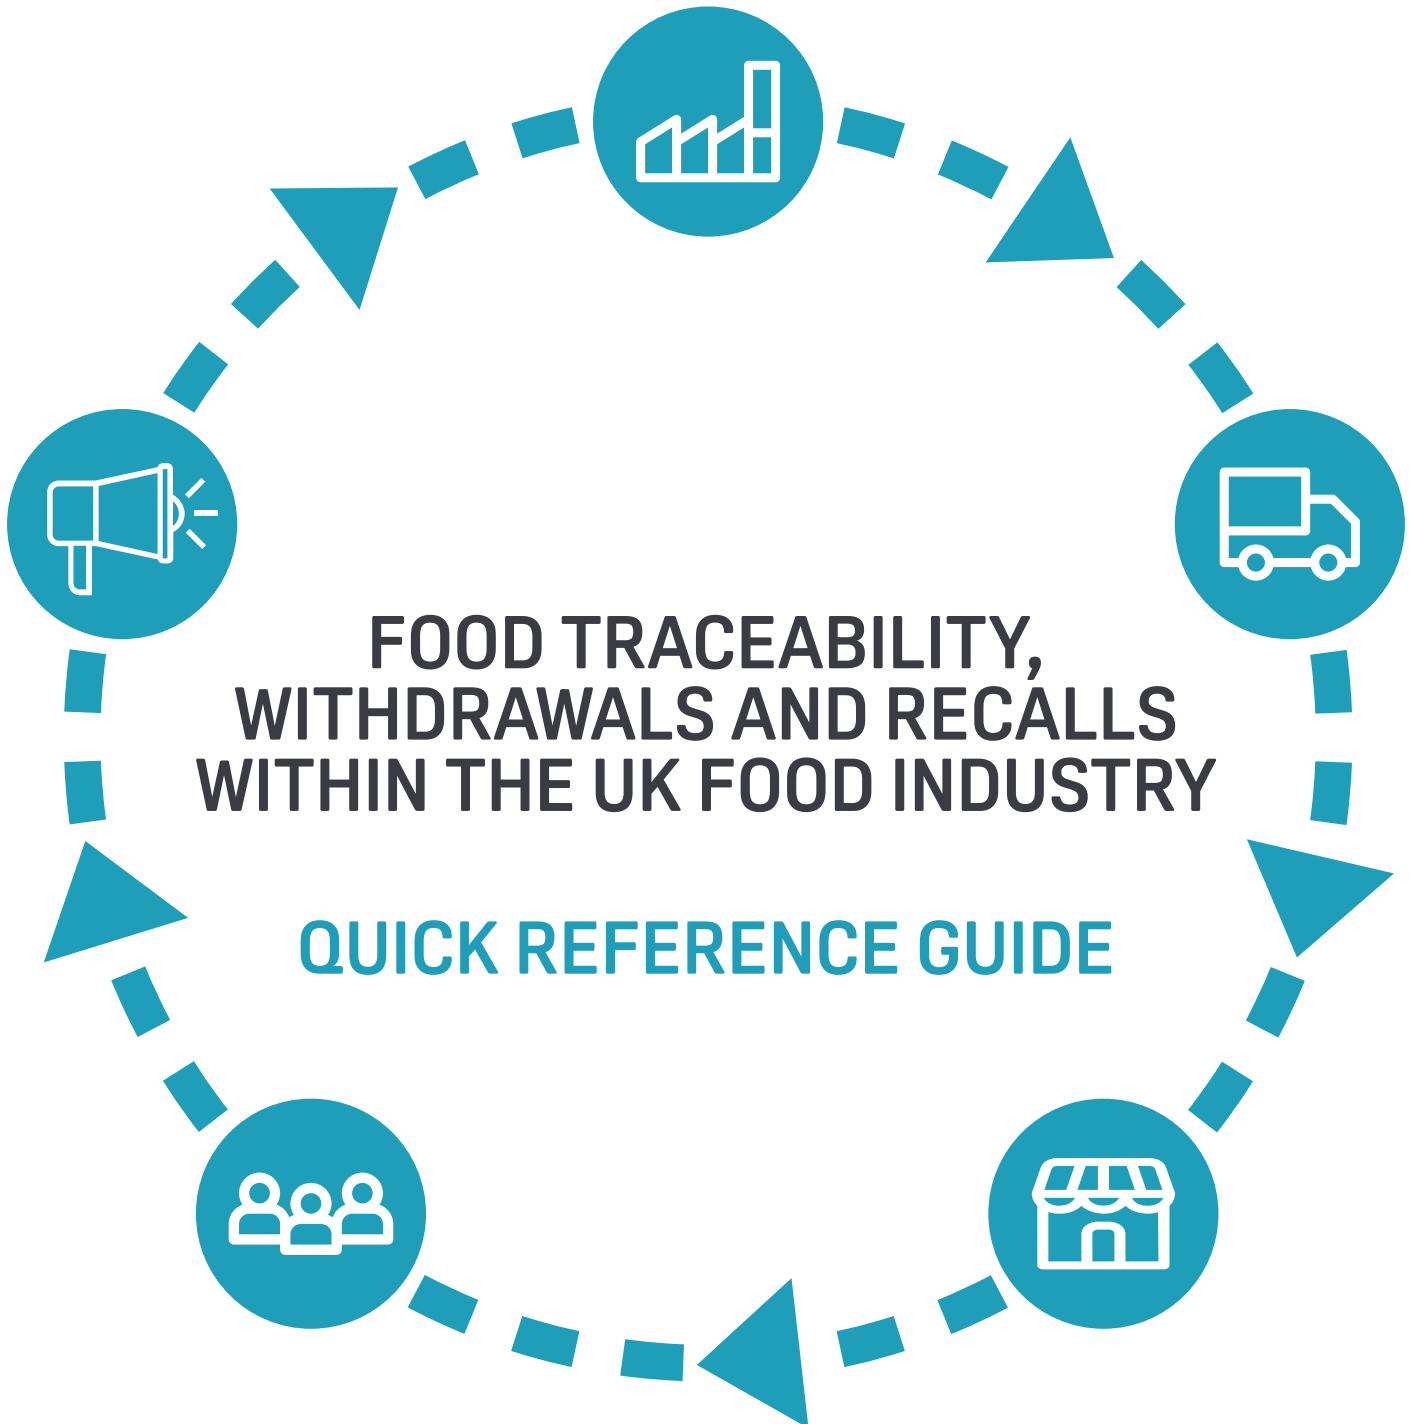 FOOD TRACEABILITY,
WITHDRAWALS AND RECALLS
WITHIN THE UK FOOD INDUSTRY
QUICK REFERENCE GUIDE